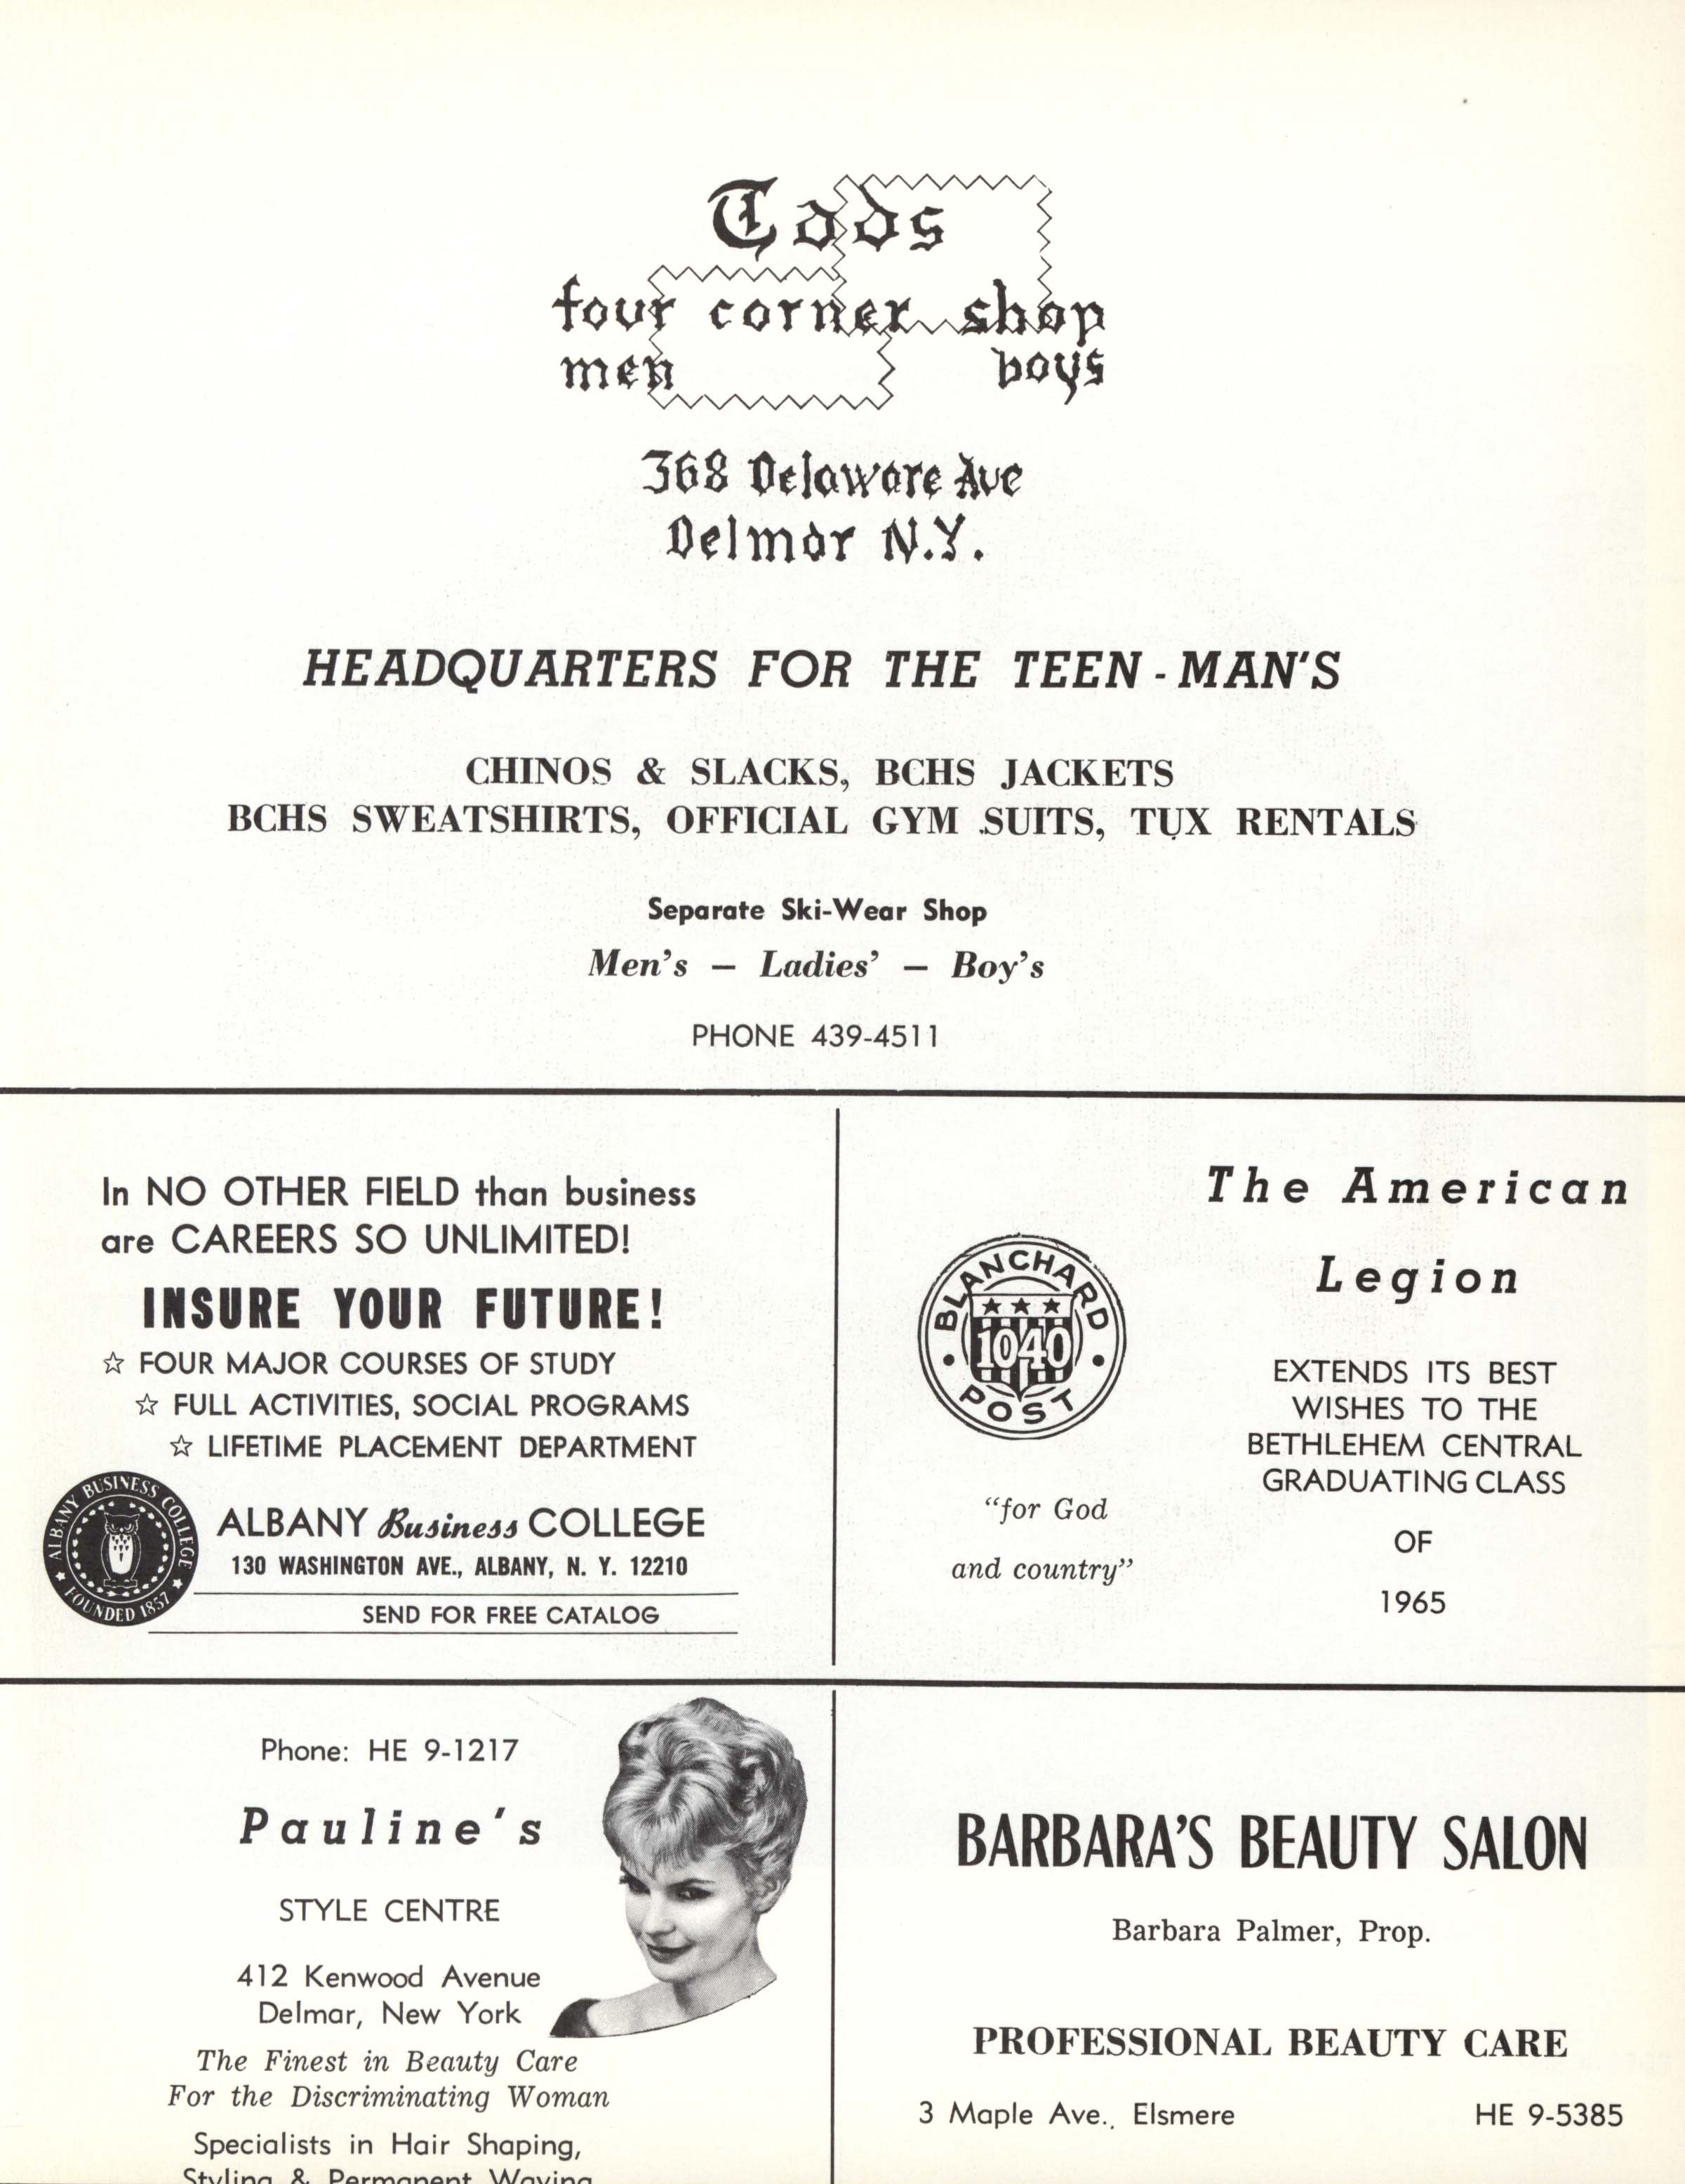 Tads
four corner shop
men boys
368 Delaware Ave
Delmar N.Y.
HEADQUARTERS FOR THE TEEN-MAN'S
CHINOS & SLACKS, BCHS JACKETS
BCHS SWEATSHIRTS, OFFICIAL GYM SUITS, TUX RENTALS
Separate Ski-Wear Shop
Men's — Ladies' — Boy's
PHONE 439-4511
In NO OTHER FIELD than business
are CAREERS SO UNLIMITED!
INSURE YOUR FUTURE!
☆ FOUR MAJOR COURSES OF STUDY
☆ FULL ACTIVITIES, SOCIAL PROGRAMS
☆ LIFETIME PLACEMENT DEPARTMENT
ALBANY BUSINESS COLLEGE
★ FOUNDED 1857 ★
ALBANY Business COLLEGE
130 WASHINGTON AVE., ALBANY, N. Y. 12210
SEND FOR FREE CATALOG
The American
Legion
BLANCHARD
1040
POST
"for God
and country"
EXTENDS ITS BEST
WISHES TO THE
BETHLEHEM CENTRAL
GRADUATING CLASS
OF
1965
Phone: HE 9-1217
Pauline's
STYLE CENTRE
412 Kenwood Avenue
Delmar, New York
The Finest in Beauty Care
For the Discriminating Woman
Specialists in Hair Shaping,
Styling & Permanent Waving
BARBARA'S BEAUTY SALON
Barbara Palmer, Prop.
PROFESSIONAL BEAUTY CARE
3 Maple Ave., Elsmere HE 9-5385